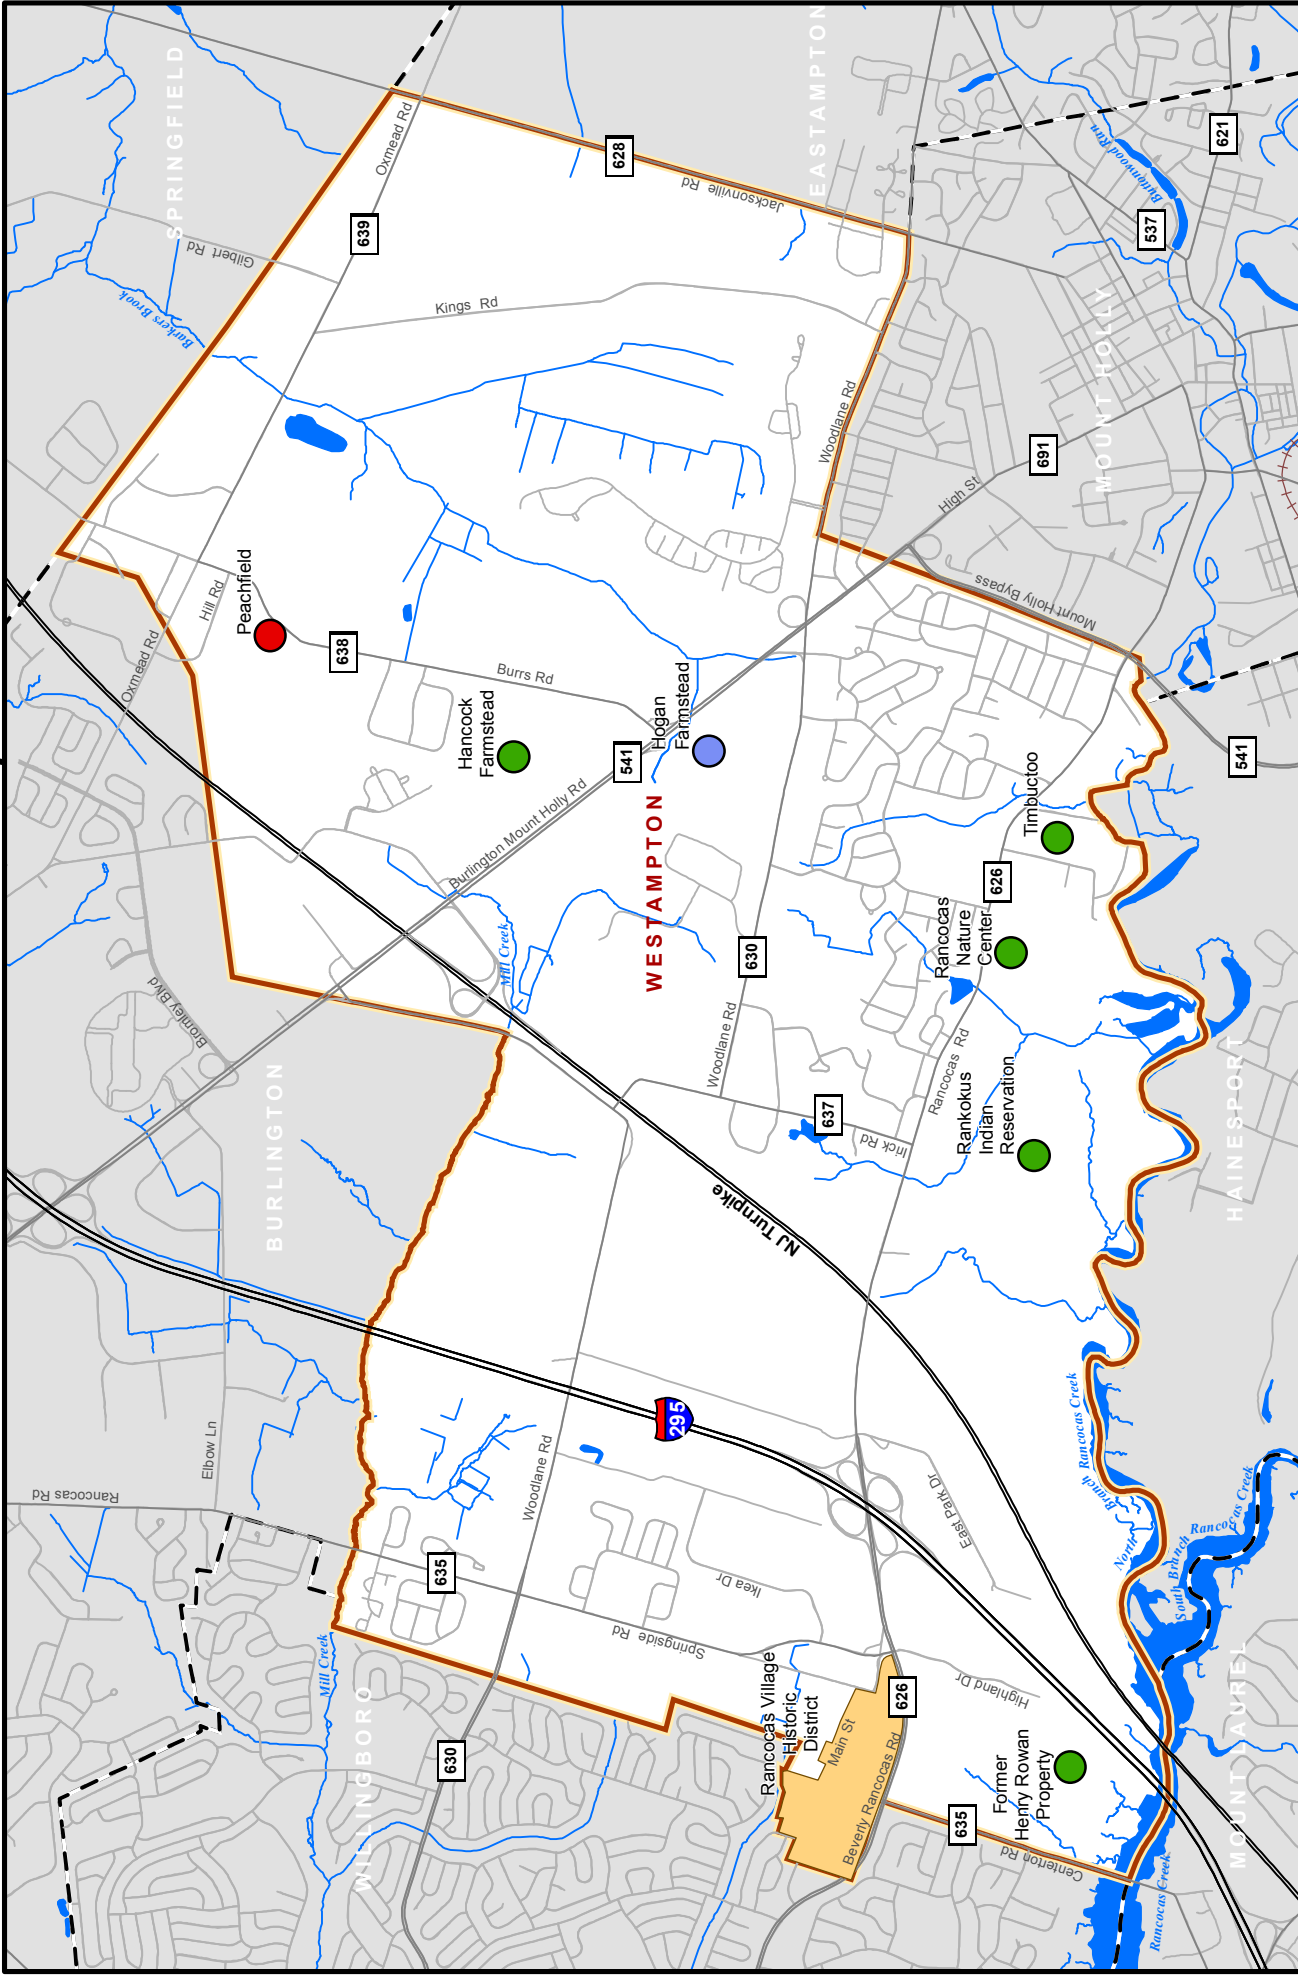 SPRINGFIELD
EASTAMPTON
Oxmead Rd
628
Jacksonville Rd
639
Gilbert Rd
Barkers Brook
Kings Rd
Buttonwood Run
621
537
MOUNT HOLLY
Woodlane Rd
691
High St
Mount Holly Bypass
Peachfield
Hill Rd
Oxmead Rd
638
Burrs Rd
Hancock
Farmstead
Hogan
Farmstead
541
541
Burlington Mount Holly Rd
WESTAMPTON
Timbuctoo
626
Rancocas
Nature
Center
630
Mill Creek
Bromley Blvd
BURLINGTON
Woodlane Rd
Rancocas Rd
Rankokus
Indian
Reservation
637
Irick Rd
HAINESPORT
NJ Turnpike
295
North Branch Rancocas Creek
South Branch Rancocas Creek
Elbow Ln
Rancocas Rd
Woodlane Rd
East Park Dr
635
Ikea Dr
Springside Rd
Mill Creek
WILLINGBORO
630
Rancocas Village
Historic
District
Main St
626
Highland Dr
Beverly Rancocas Rd
Former
Henry Rowan
Property
635
Centerton Rd
MOUNT LAUREL
Rancocas Creek